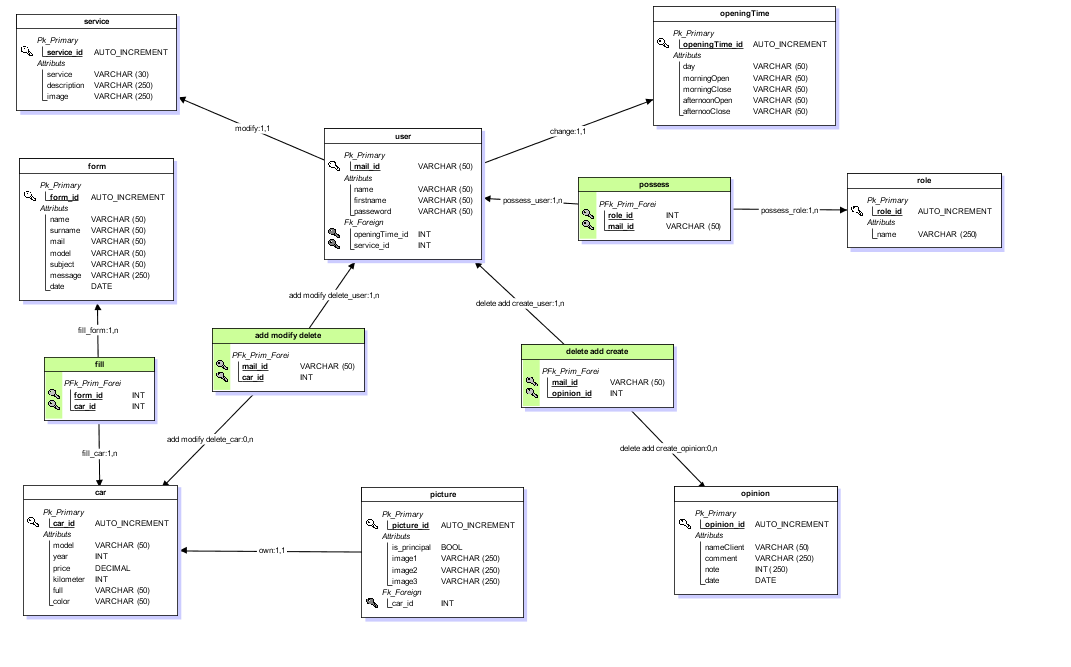 service
Pk_Primary
service_id AUTO_INCREMENT
Attributs
service VARCHAR (30)
description VARCHAR (250)
image VARCHAR (250)
openingTime
Pk_Primary
openingTime_id AUTO_INCREMENT
Attributs
day VARCHAR (50)
morningOpen VARCHAR (50)
morningClose VARCHAR (50)
afternoonOpen VARCHAR (50)
afternooClose VARCHAR (50)
modify:1,1
change:1,1
user
Pk_Primary
mail_id VARCHAR (50)
Attributs
name VARCHAR (50)
firstname VARCHAR (50)
passeword VARCHAR (50)
Fk_Foreign
openingTime_id INT
service_id INT
form
Pk_Primary
form_id AUTO_INCREMENT
Attributs
name VARCHAR (50)
surname VARCHAR (50)
mail VARCHAR (50)
model VARCHAR (50)
subject VARCHAR (50)
message VARCHAR (250)
date DATE
possess_user:1,n
possess
PFk_Prim_Forei
role_id INT
mail_id VARCHAR (50)
possess_role:1,n
role
Pk_Primary
role_id AUTO_INCREMENT
Attributs
name VARCHAR (250)
add modify delete_user:1,n
delete add create_user:1,n
fill_form:1,n
add modify delete
PFk_Prim_Forei
mail_id VARCHAR (50)
car_id INT
delete add create
PFk_Prim_Forei
mail_id VARCHAR (50)
opinion_id INT
fill
PFk_Prim_Forei
form_id INT
car_id INT
add modify delete_car:0,n
delete add create_opinion:0,n
fill_car:1,n
car
Pk_Primary
car_id AUTO_INCREMENT
Attributs
model VARCHAR (50)
year INT
price DECIMAL
kilometer INT
full VARCHAR (50)
color VARCHAR (50)
own:1,1
picture
Pk_Primary
picture_id AUTO_INCREMENT
Attributs
is_principal BOOL
image1 VARCHAR (250)
image2 VARCHAR (250)
image3 VARCHAR (250)
Fk_Foreign
car_id INT
opinion
Pk_Primary
opinion_id AUTO_INCREMENT
Attributs
nameClient VARCHAR (50)
comment VARCHAR (250)
note INT (250)
date DATE